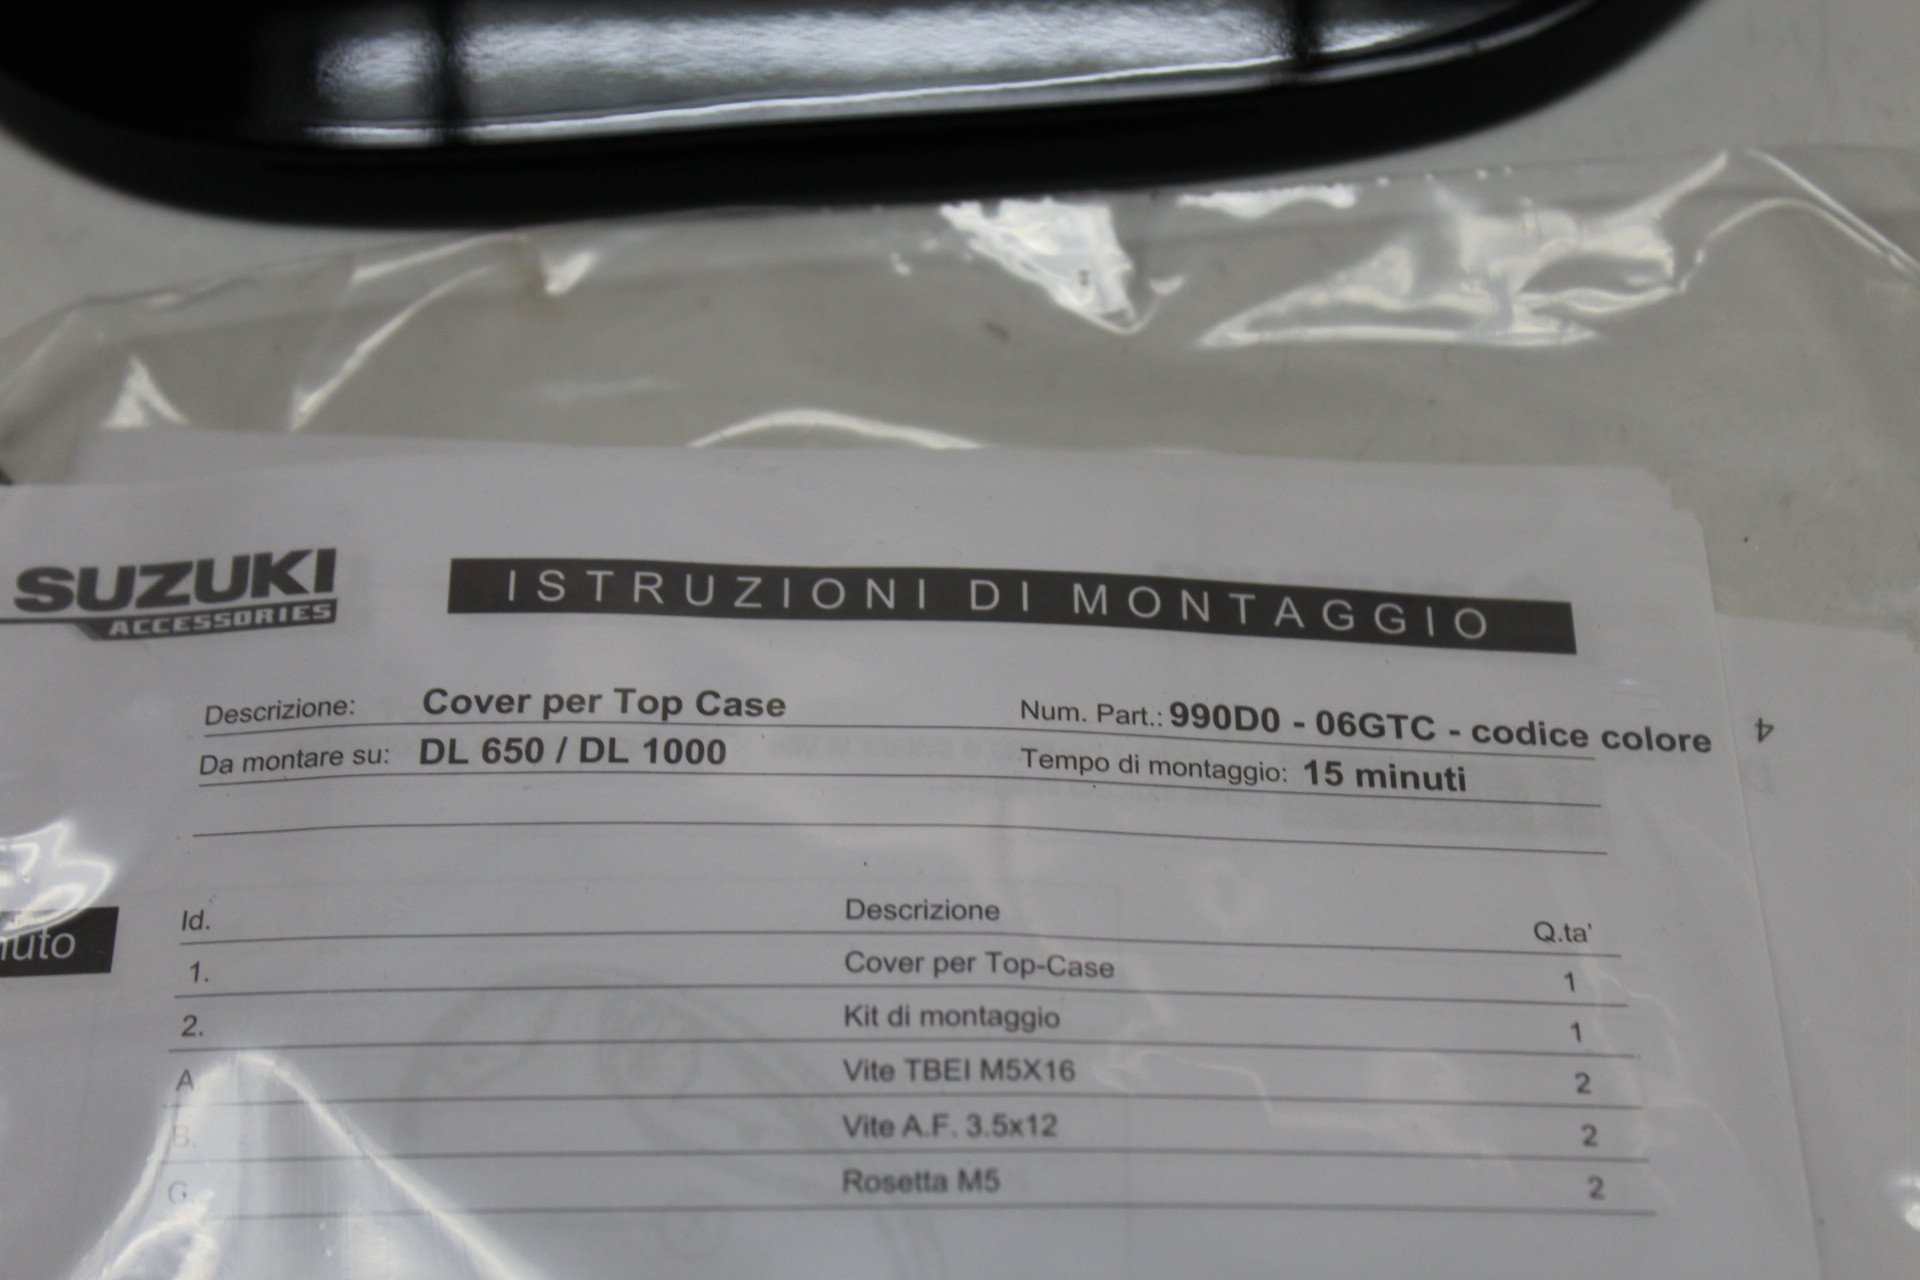 SUZUKI
ACCESSORIES
ISTRUZIONI DI MONTAGGIO
Descrizione: Cover per Top Case Num. Part.: 990D0 - 06GTC - codice colore
Da montare su: DL 650 / DL 1000 Tempo di montaggio: 15 minuti
Id. Descrizione Q.ta'
1. Cover per Top-Case 1
2. Kit di montaggio 1
A Vite TBEI M5X16 2
B. Vite A.F. 3.5x12 2
Rosetta M5 2
4